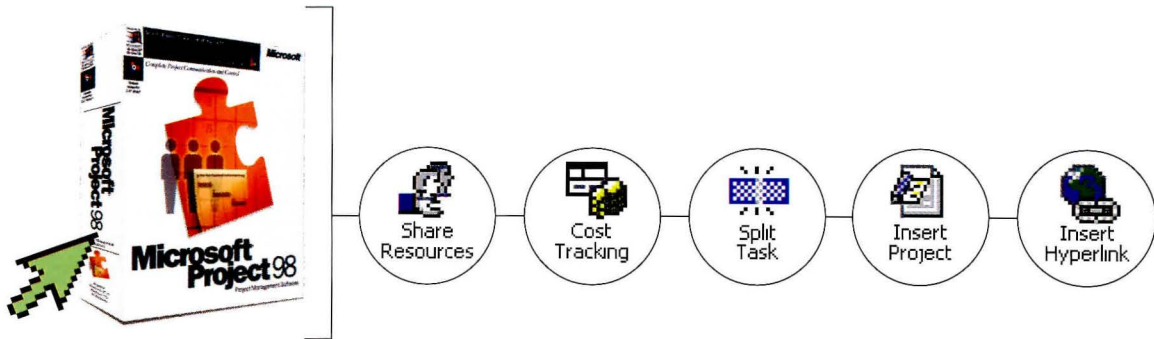 Microsoft
Complete Project Communication and Control
Microsoft
Project 98
Microsoft
Project 98
Project Management Software
Share
Resources
Cost
Tracking
Split
Task
Insert
Project
Insert
Hyperlink